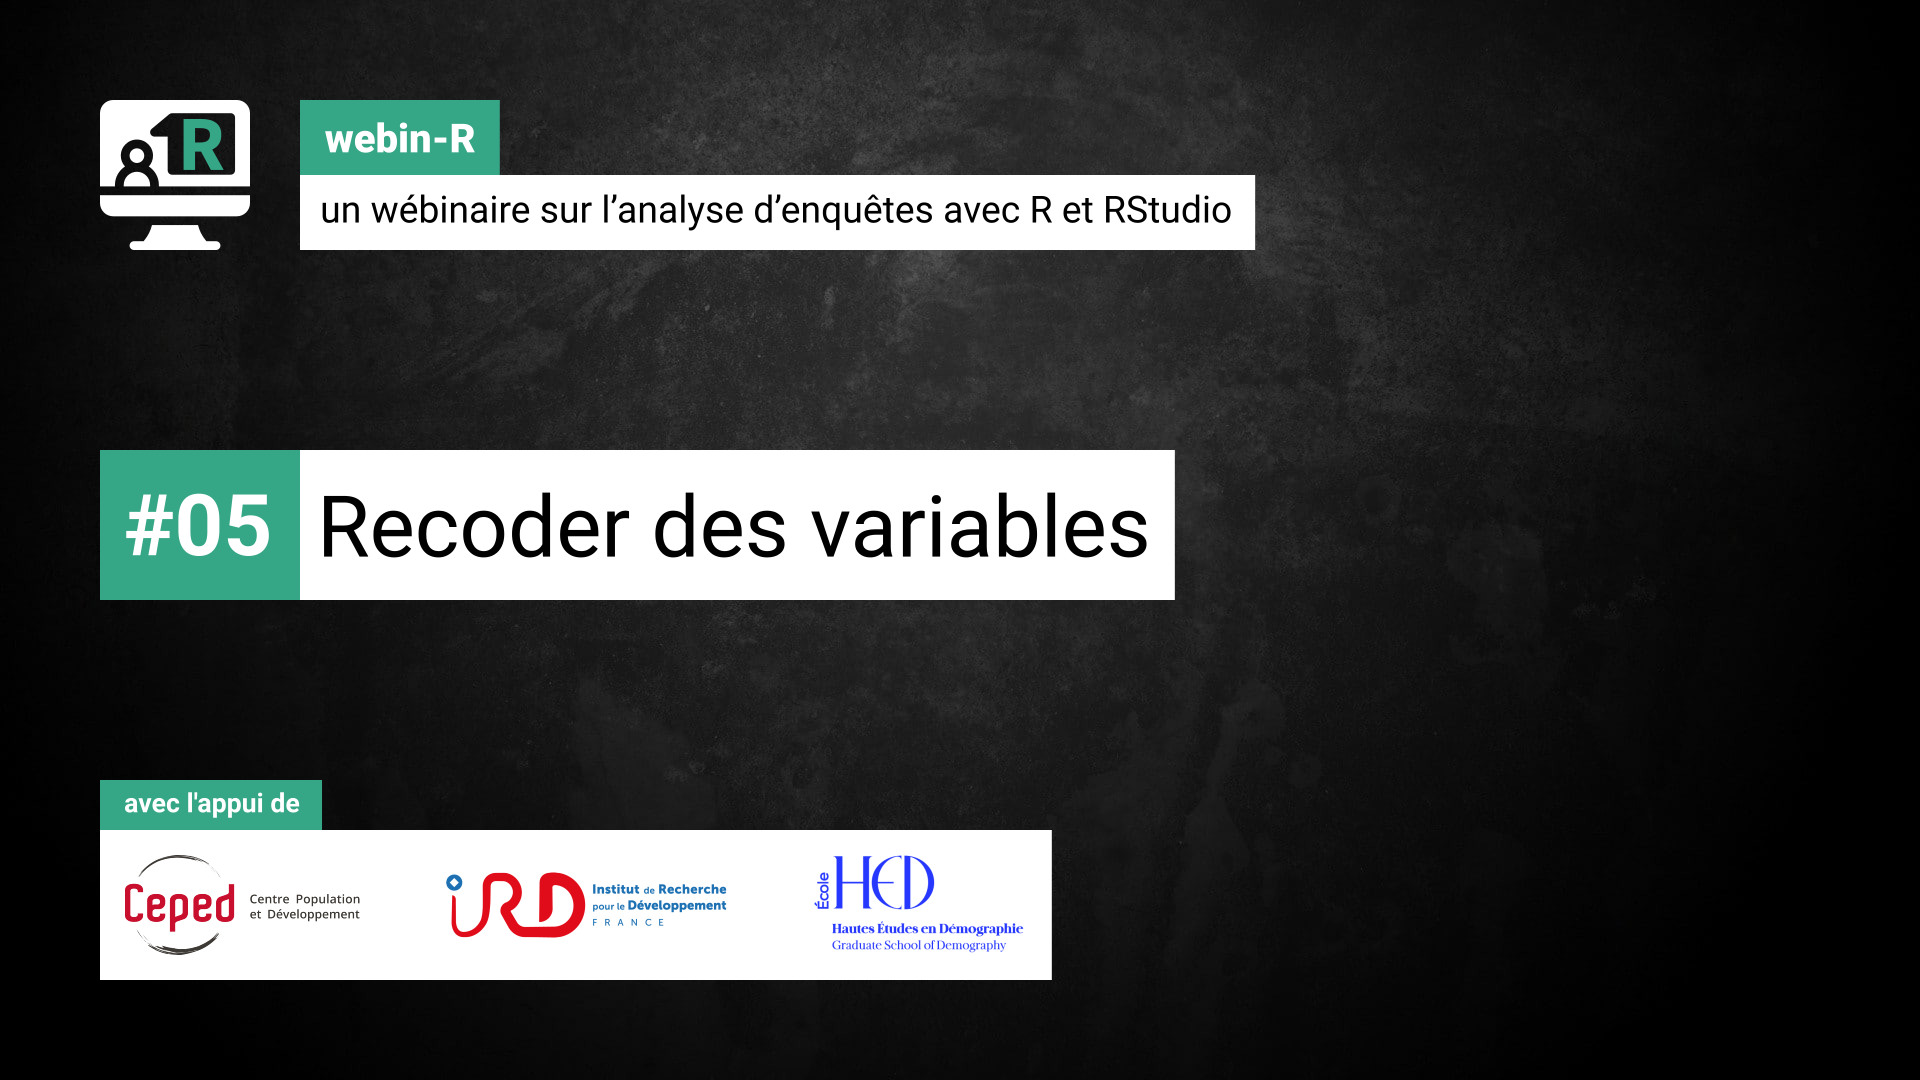 R
webin-R
un wébinaire sur l’analyse d’enquêtes avec R et RStudio
#05
Recoder des variables
avec l'appui de
Ceped
Centre Population
et Développement
iRD
Institut de Recherche
pour le Développement
FRANCE
École
HED
Hautes Études en Démographie
Graduate School of Demography